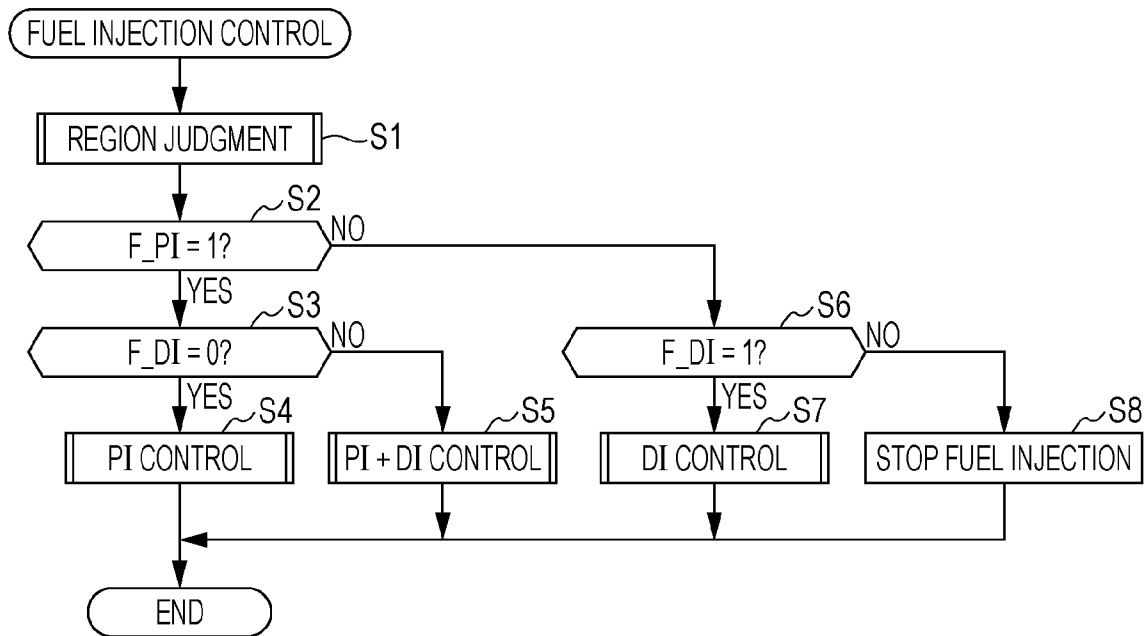 FUEL INJECTION CONTROL
REGION JUDGMENT
S1
S2
F_PI = 1?
NO
YES
S3
F_DI = 0?
NO
YES
S6
F_DI = 1?
NO
YES
S4
PI CONTROL
S5
PI + DI CONTROL
S7
DI CONTROL
S8
STOP FUEL INJECTION
END